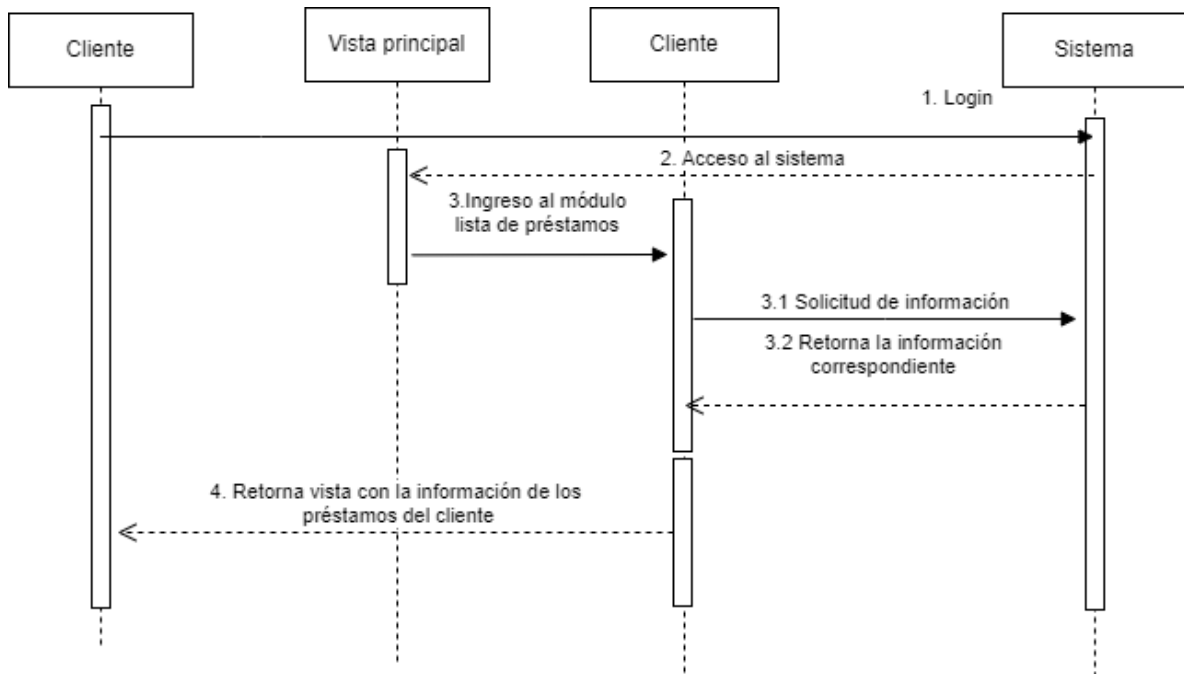 Cliente
Vista principal
Cliente
Sistema
1. Login
2. Acceso al sistema
3.Ingreso al módulo
lista de préstamos
3.1 Solicitud de información
3.2 Retorna la información
correspondiente
4. Retorna vista con la información de los
préstamos del cliente